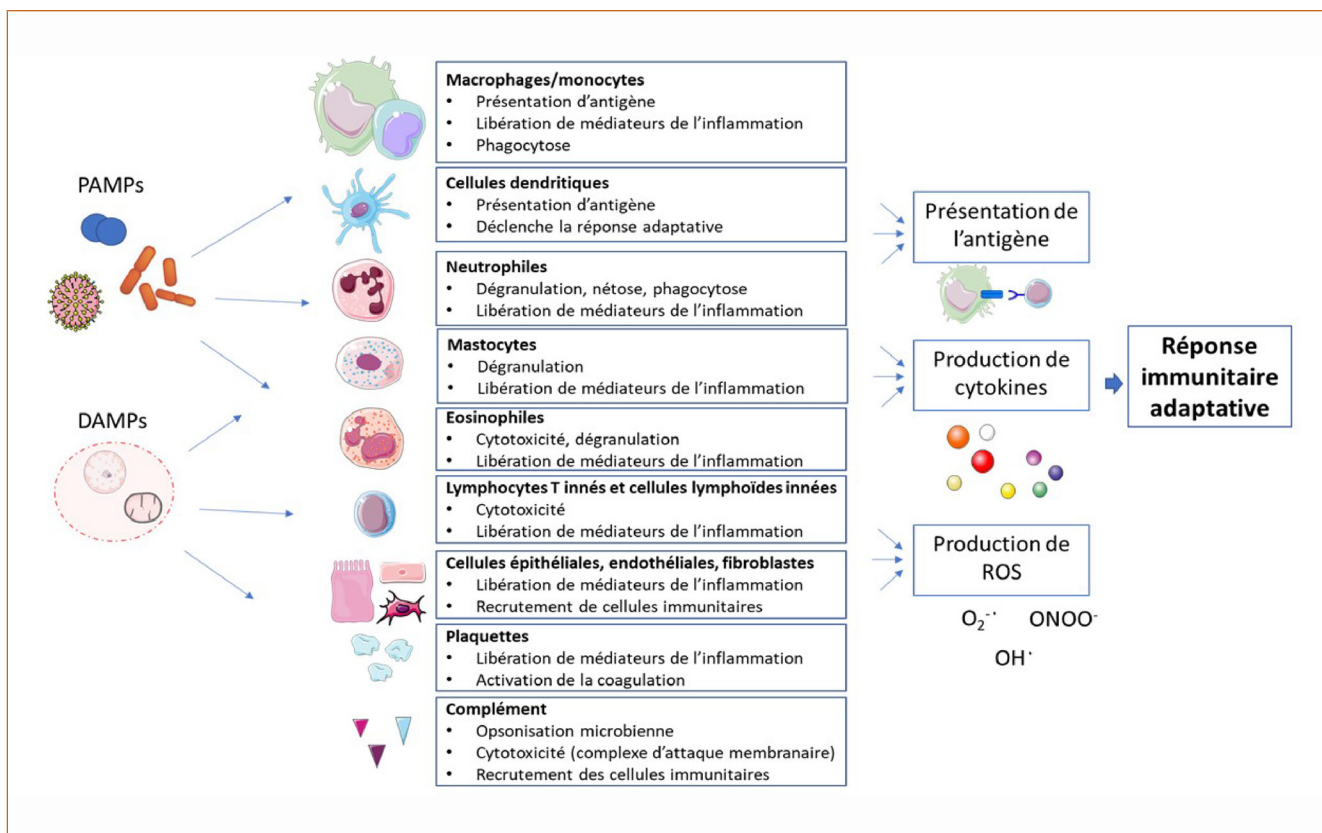 PAMPs
DAMPs
Macrophages/monocytes
• Présentation d'antigène
• Libération de médiateurs de l'inflammation
• Phagocytose
Cellules dendritiques
• Présentation d'antigène
• Déclenche la réponse adaptative
Neutrophiles
• Dégranulation, nétose, phagocytose
• Libération de médiateurs de l'inflammation
Mastocytes
• Dégranulation
• Libération de médiateurs de l'inflammation
Eosinophiles
• Cytotoxicité, dégranulation
• Libération de médiateurs de l'inflammation
Lymphocytes T innés et cellules lymphoïdes innées
• Cytotoxicité
• Libération de médiateurs de l'inflammation
Cellules épithéliales, endothéliales, fibroblastes
• Libération de médiateurs de l'inflammation
• Recrutement de cellules immunitaires
Plaquettes
• Libération de médiateurs de l'inflammation
• Activation de la coagulation
Complément
• Opsonisation microbienne
• Cytotoxicité (complexe d'attaque membranaire)
• Recrutement des cellules immunitaires
Présentation de
l'antigène
Production de
cytokines
Production de
ROS
O₂⁻˙ ONOO⁻
OH˙
Réponse
immunitaire
adaptative